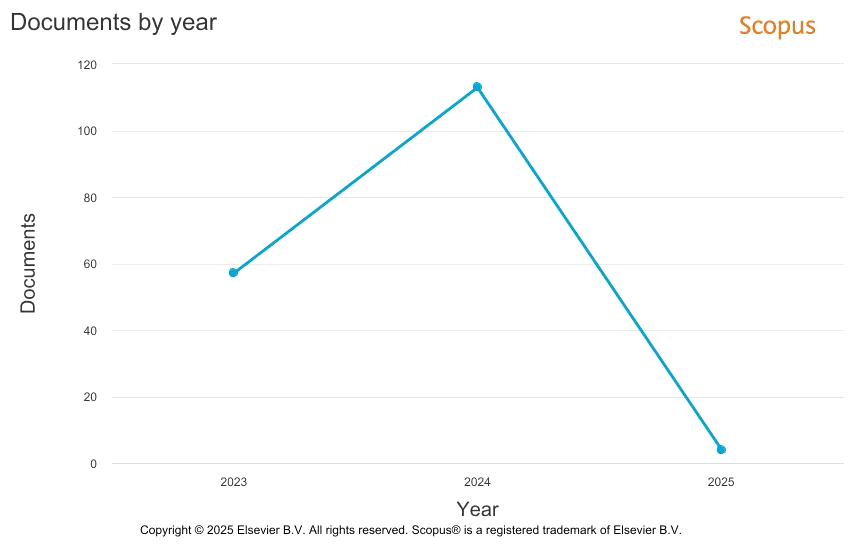 Documents by year
Scopus
120
100
80
60
40
20
0
Documents
2023 2024 2025
Year
Copyright © 2025 Elsevier B.V. All rights reserved. Scopus® is a registered trademark of Elsevier B.V.